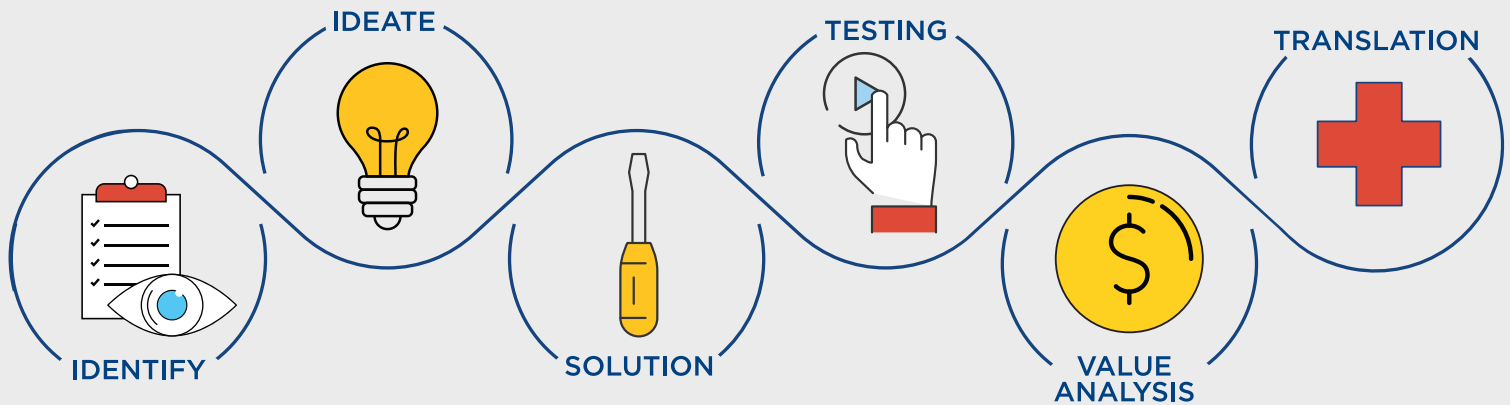 IDENTIFY
IDEATE
SOLUTION
TESTING
VALUE
ANALYSIS
TRANSLATION